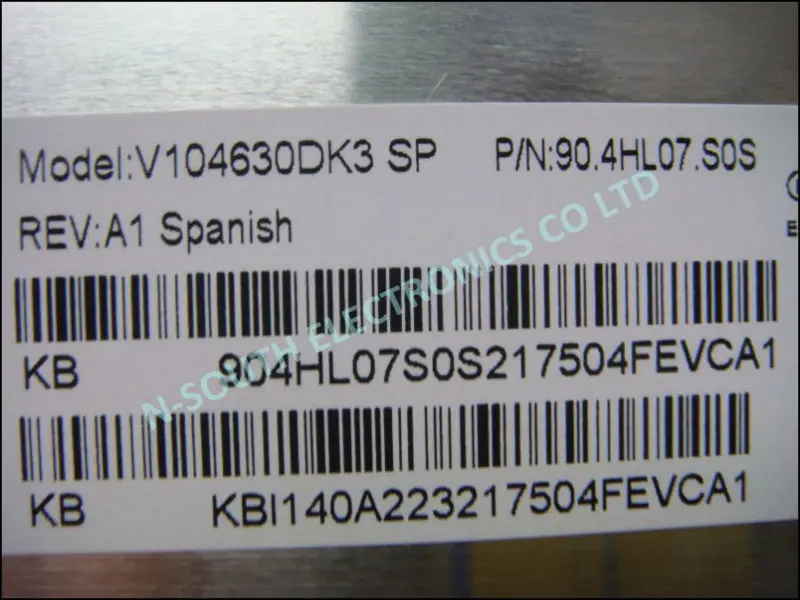 Model:V104630DK3 SP P/N:90.4HL07.S0S
REV:A1 Spanish
KB 904HL07S0S217504FEVCA1
KB KBI140A223217504FEVCA1
N-SOUTH ELECTRONICS CO LTD